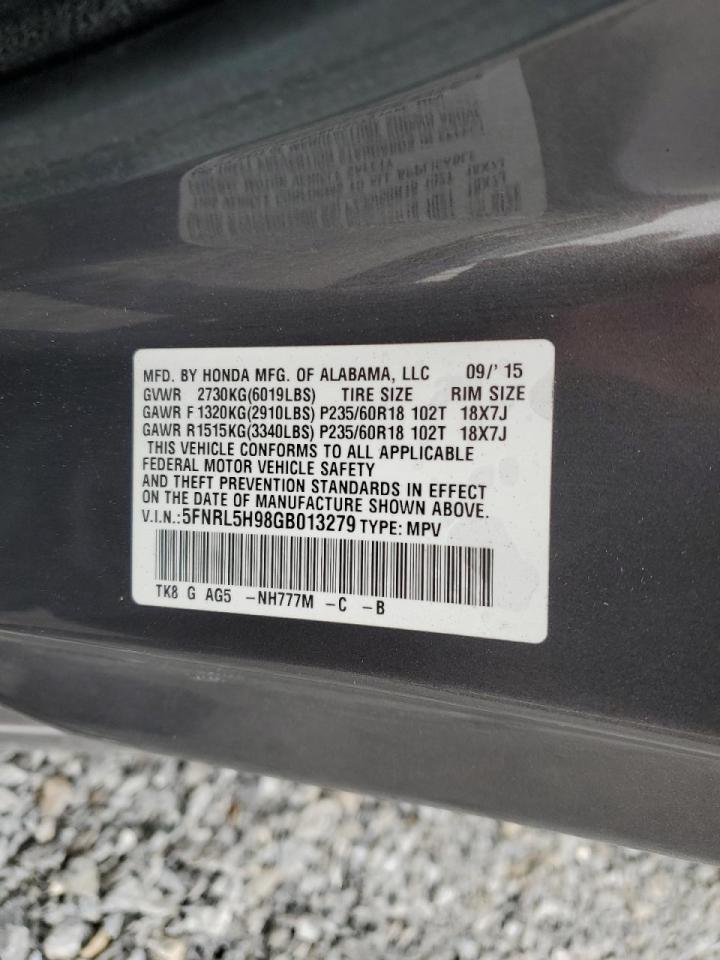 MFD. BY HONDA MFG. OF ALABAMA, LLC 09/'15
GVWR 2730KG(6019LBS) TIRE SIZE RIM SIZE
GAWR F 1320KG(2910LBS) P235/60R18 102T 18X7J
GAWR R1515KG(3340LBS) P235/60R18 102T 18X7J
THIS VEHICLE CONFORMS TO ALL APPLICABLE
FEDERAL MOTOR VEHICLE SAFETY
AND THEFT PREVENTION STANDARDS IN EFFECT
ON THE DATE OF MANUFACTURE SHOWN ABOVE.
V.I.N.:5FNRL5H98GB013279 TYPE: MPV
TK8 G AG5 -NH777M -C -B